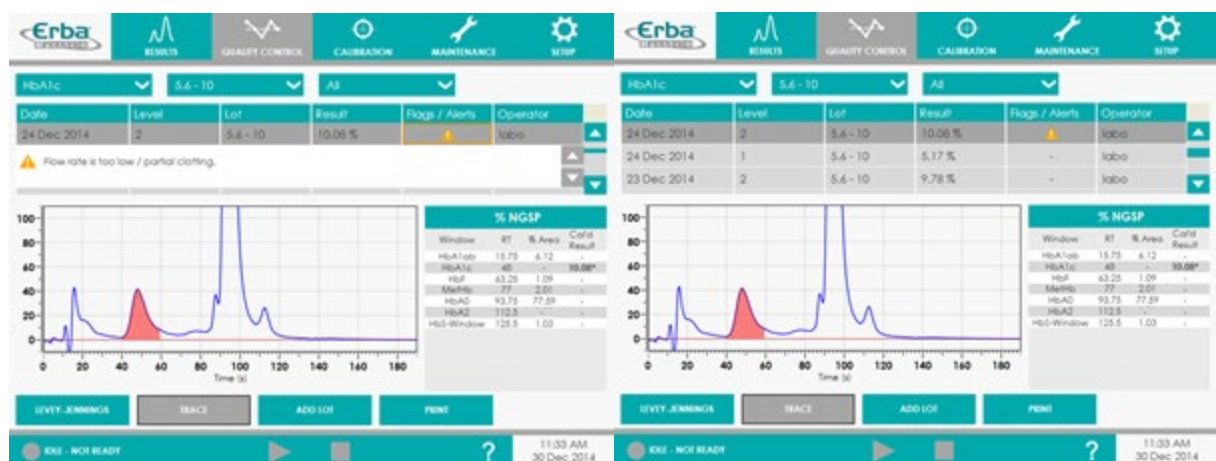 Erba
Mannheim
RESULTS
QUALITY CONTROL
CALIBRATION
MAINTENANCE
SETUP
HbA1c 5.6 - 10 All
Date Level Lot Result Flags / Alerts Operator
24 Dec 2014 2 5.6 - 10 10.08 % labo
Flow rate is too low / partial clotting.
100
80
60
40
20
0
0 20 40 60 80 100 120 140 160 180
Time (s)
% NGSP
Window RT % Area Cal'd Result
HbA1ab 15.75 6.12 -
HbA1c 48 - 10.08*
HbF 63.25 1.09 -
MetHb 77 2.01 -
HbA0 93.75 77.59 -
HbA2 112.5 - -
Hb3-Window 125.5 1.03 -
LEVEY-JENNINGS TRACE ADD LOT PRINT
IDLE - NOT READY ? 11:33 AM
30 Dec 2014
Erba
Mannheim
RESULTS
QUALITY CONTROL
CALIBRATION
MAINTENANCE
SETUP
HbA1c 5.6 - 10 All
Date Level Lot Result Flags / Alerts Operator
24 Dec 2014 2 5.6 - 10 10.08 % labo
24 Dec 2014 1 5.6 - 10 5.17 % - labo
23 Dec 2014 2 5.6 - 10 9.78 % - labo
100
80
60
40
20
0
0 20 40 60 80 100 120 140 160 180
Time (s)
% NGSP
Window RT % Area Cal'd Result
HbA1ab 15.75 6.12 -
HbA1c 48 - 10.08*
HbF 63.25 1.09 -
MetHb 77 2.01 -
HbA0 93.75 77.59 -
HbA2 112.5 - -
Hb3-Window 125.5 1.03 -
LEVEY-JENNINGS TRACE ADD LOT PRINT
IDLE - NOT READY ? 11:33 AM
30 Dec 2014